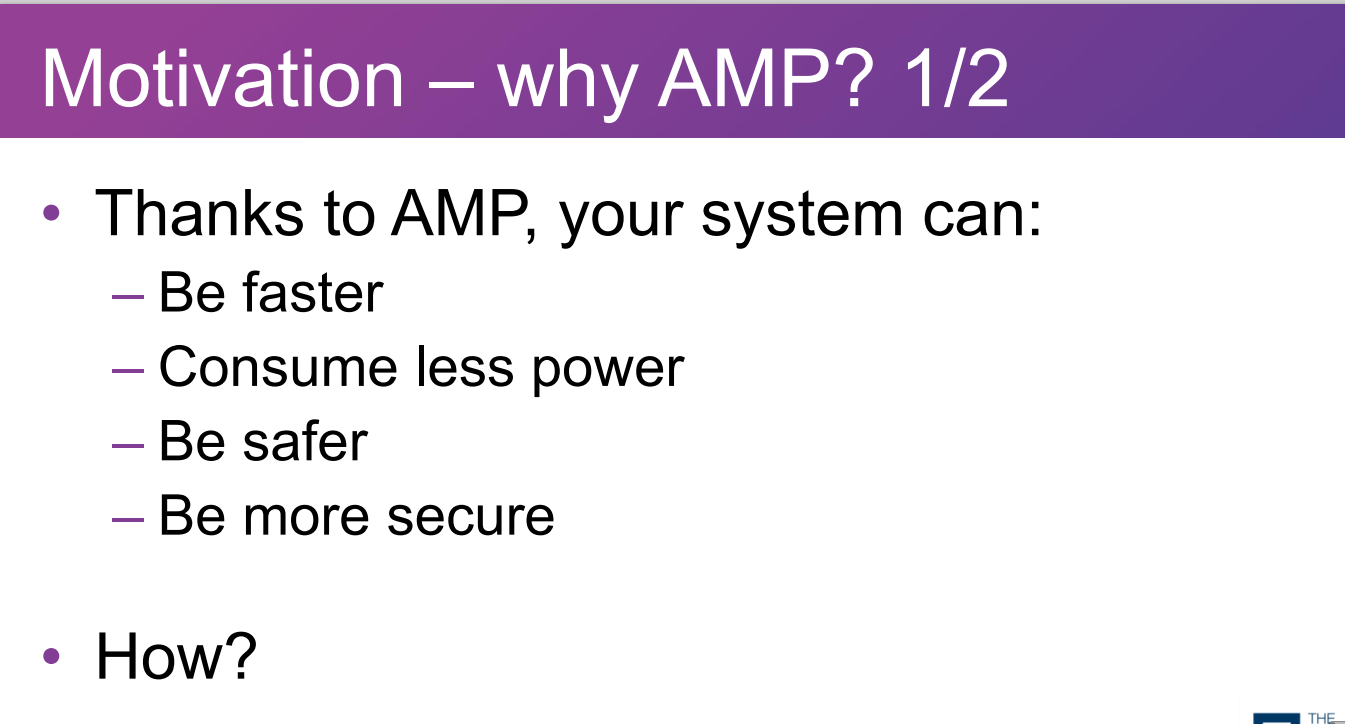 Motivation – why AMP? 1/2
• Thanks to AMP, your system can:
– Be faster
– Consume less power
– Be safer
– Be more secure
• How?
THE